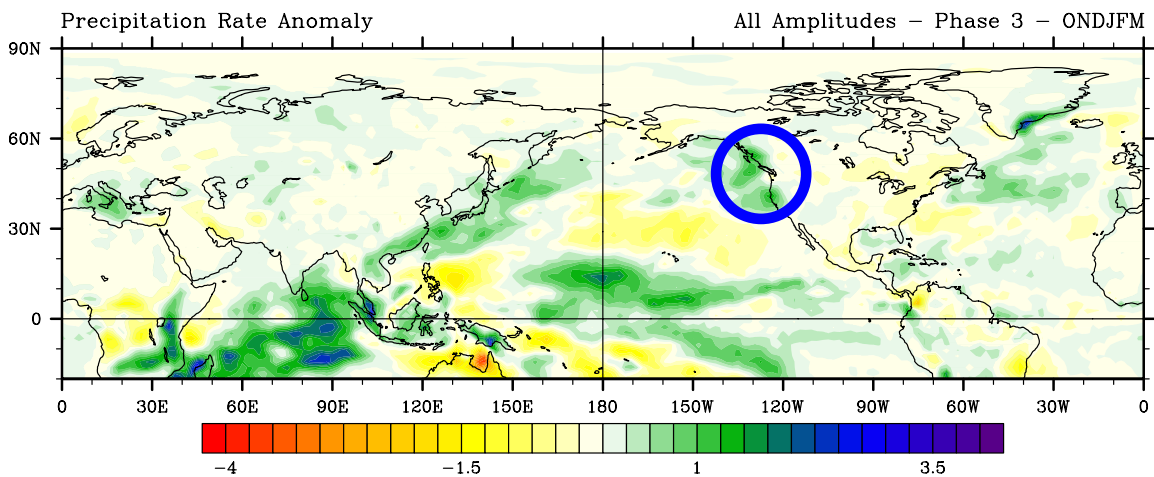 Precipitation Rate Anomaly
All Amplitudes – Phase 3 – ONDJFM
90N
60N
30N
0
0 30E 60E 90E 120E 150E 180 150W 120W 90W 60W 30W 0
−4 −1.5 1 3.5